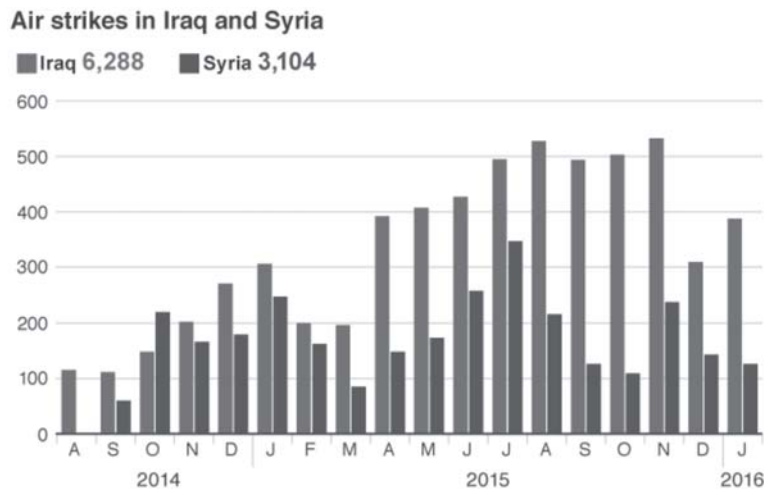 Air strikes in Iraq and Syria
Iraq 6,288 Syria 3,104
600
500
400
300
200
100
0
A S O N D J F M A M J J A S O N D J
2014 2015 2016